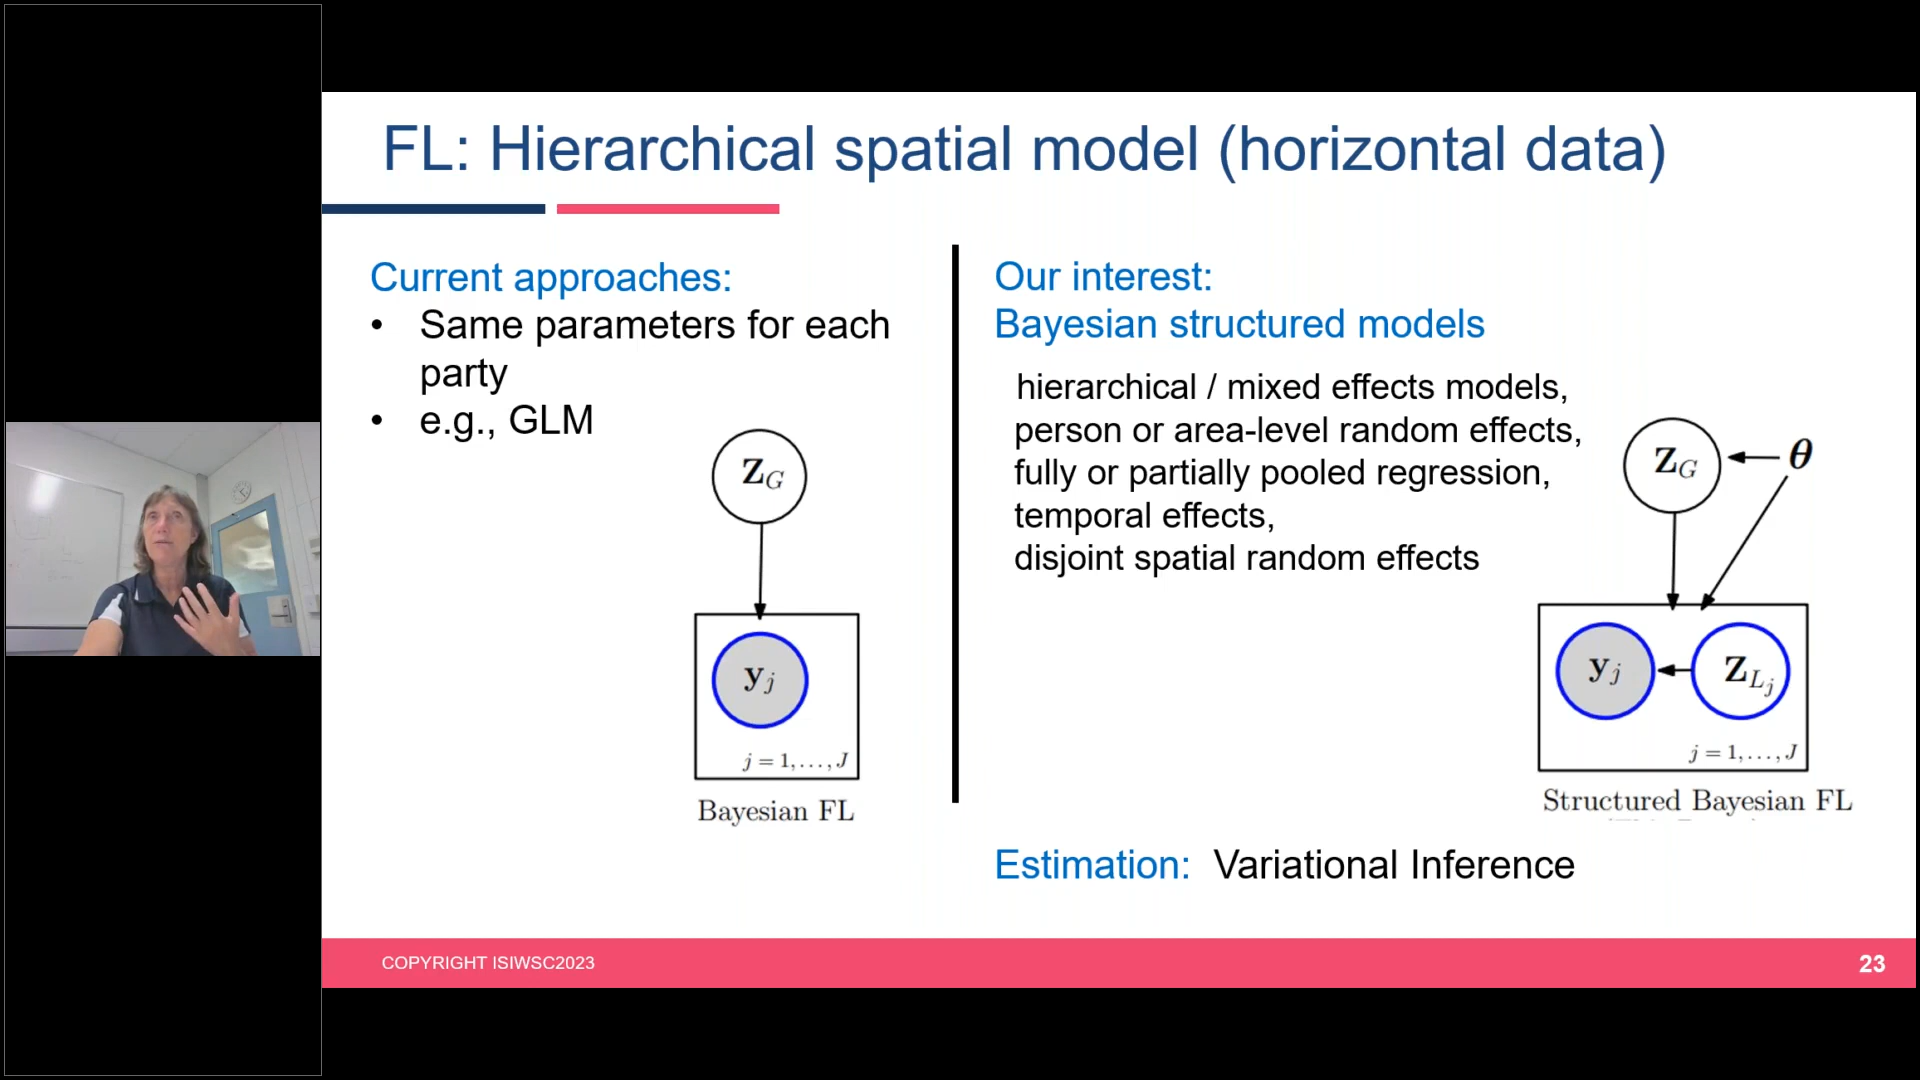 FL: Hierarchical spatial model (horizontal data)
Current approaches:
• Same parameters for each
party
• e.g., GLM
Z_G
y_j
j = 1, . . . , J
Bayesian FL
Our interest:
Bayesian structured models
hierarchical / mixed effects models,
person or area-level random effects,
fully or partially pooled regression,
temporal effects,
disjoint spatial random effects
Z_G θ
y_j Z_{L_j}
j = 1, . . . , J
Structured Bayesian FL
Estimation: Variational Inference
COPYRIGHT ISIWSC2023
23